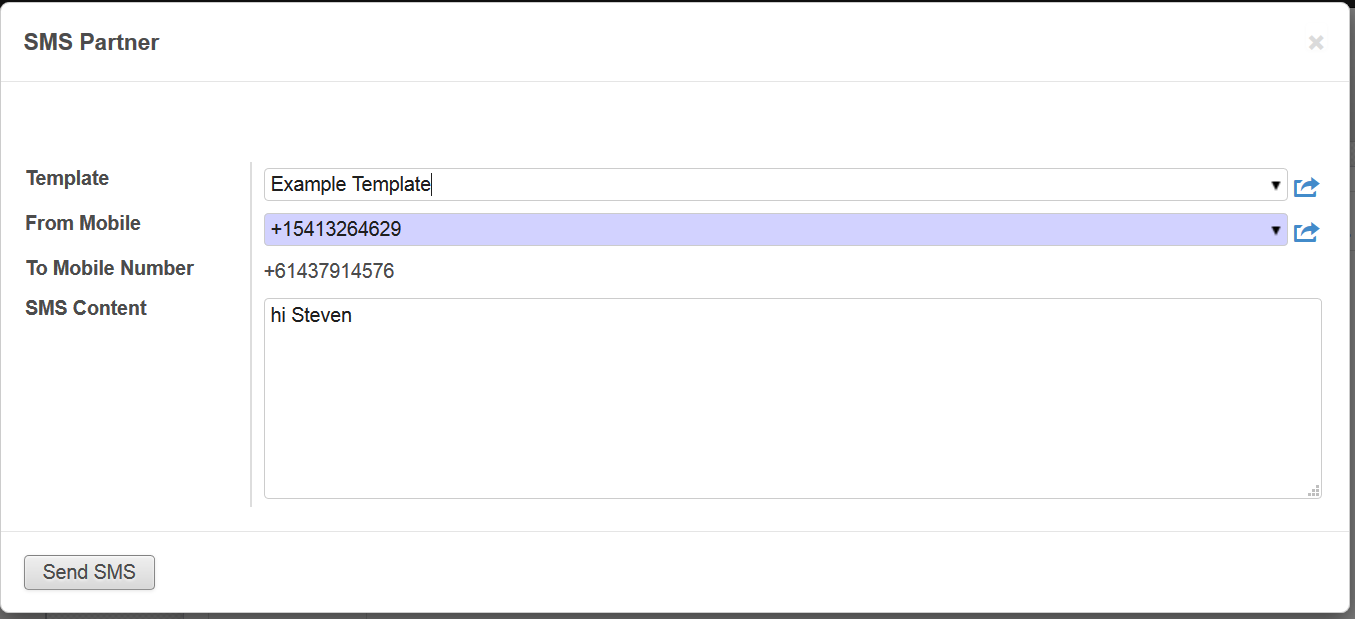 SMS Partner
Template
Example Template
From Mobile
+15413264629
To Mobile Number
+61437914576
SMS Content
hi Steven
Send SMS